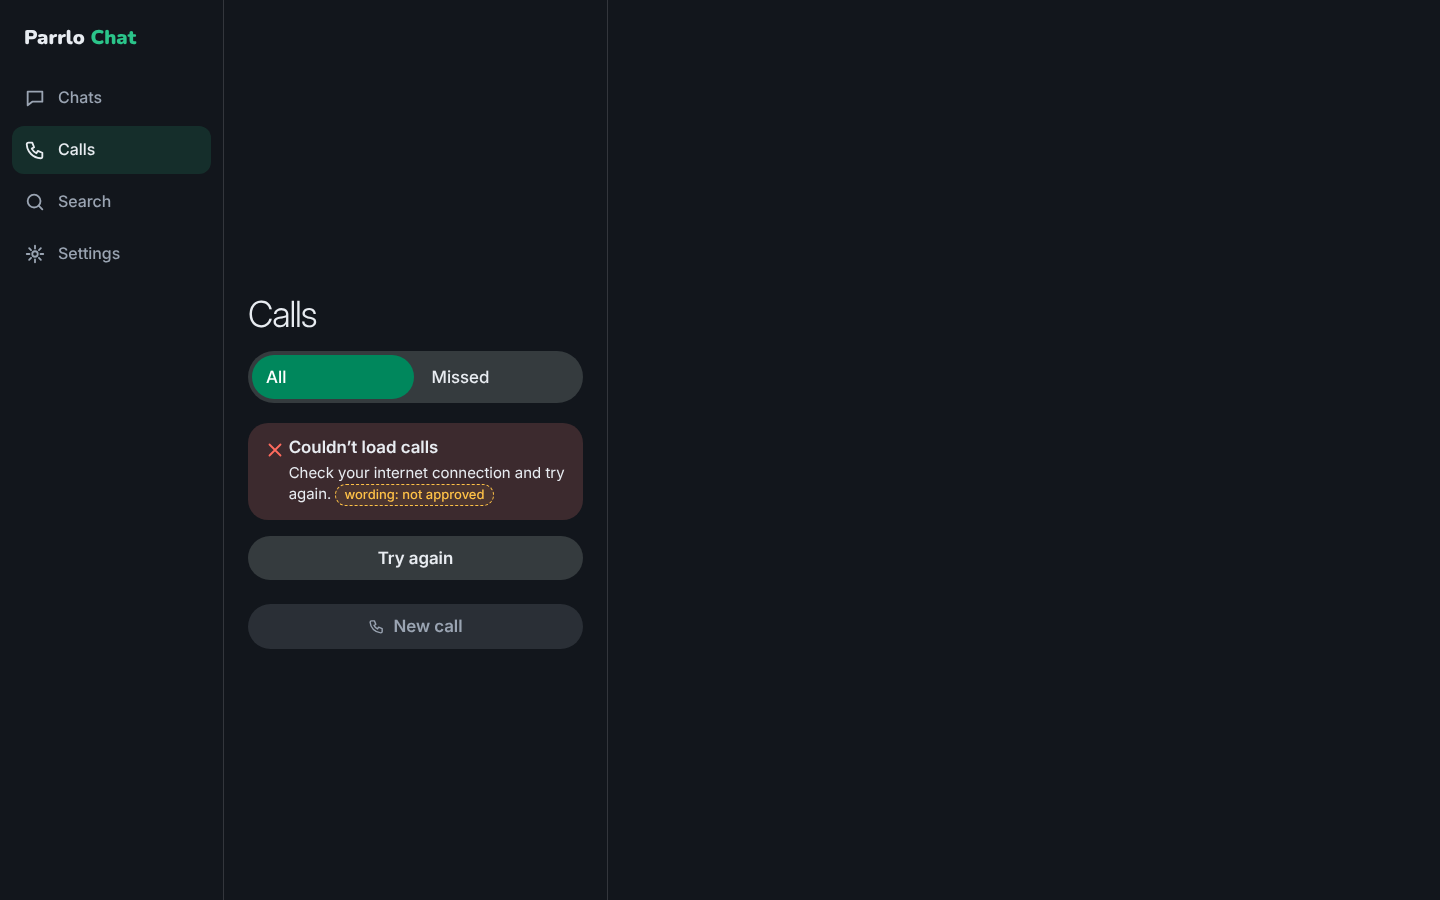 Parrlo Chat
Chats
Calls
Search
Settings
Calls
All
Missed
Couldn’t load calls
Check your internet connection and try
again. wording: not approved
Try again
New call